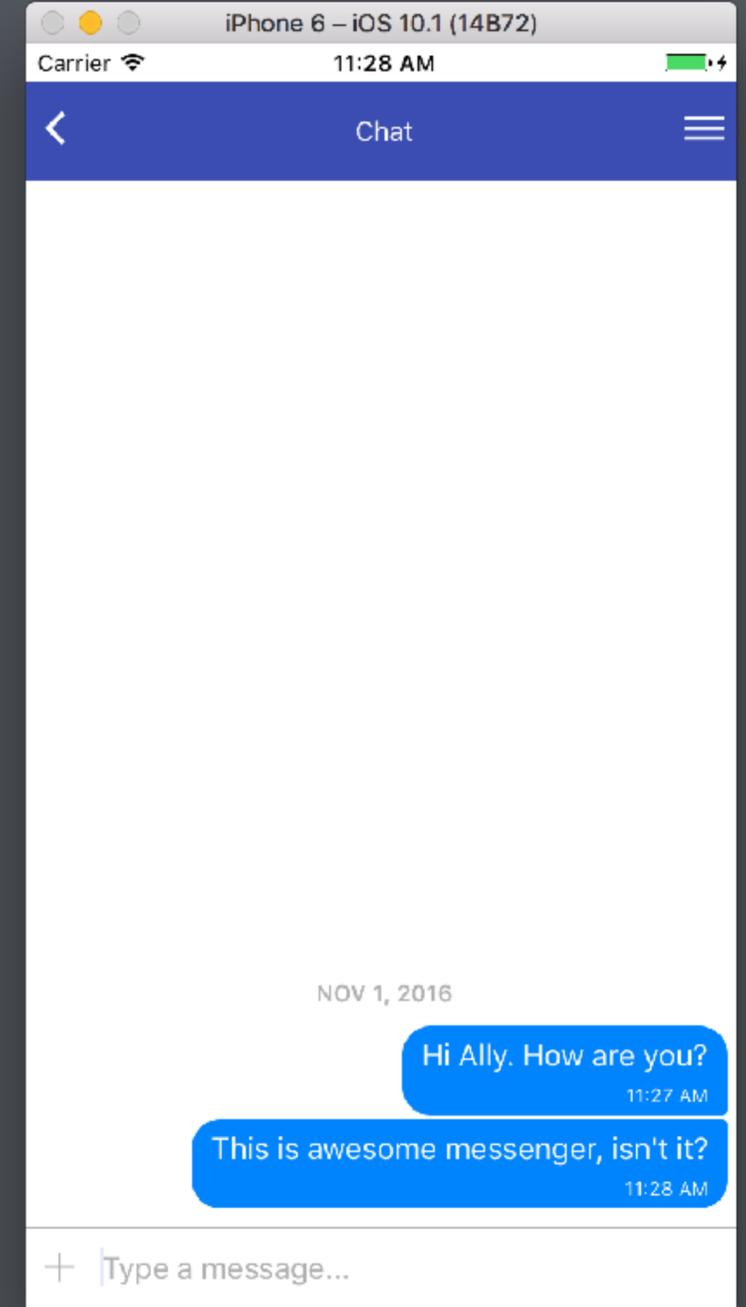 iPhone 6 – iOS 10.1 (14B72)
Carrier 11:28 AM
Chat
NOV 1, 2016
Hi Ally. How are you?
11:27 AM
This is awesome messenger, isn't it?
11:28 AM
Type a message...